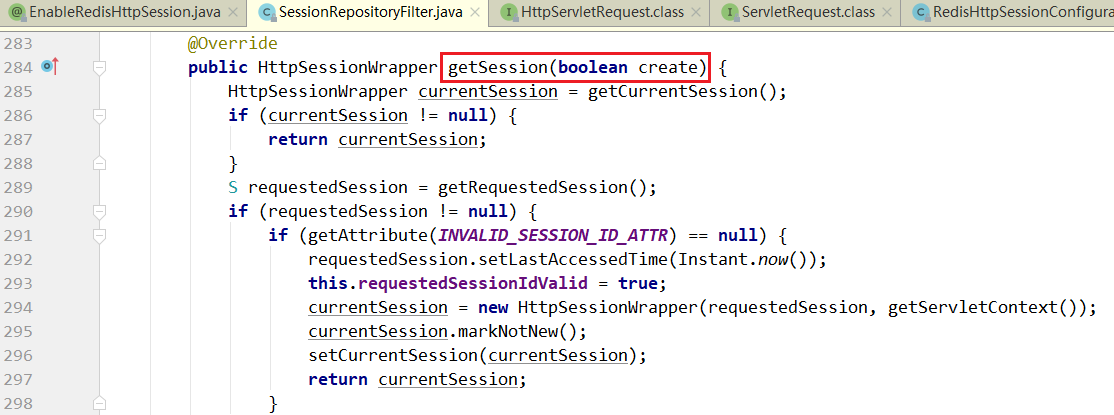 EnableRedisHttpSession.java SessionRepositoryFilter.java HttpServletRequest.class ServletRequest.class RedisHttpSessionConfigura
283 @Override
284 public HttpSessionWrapper getSession(boolean create) {
285 HttpSessionWrapper currentSession = getCurrentSession();
286 if (currentSession != null) {
287 return currentSession;
288 }
289 S requestedSession = getRequestedSession();
290 if (requestedSession != null) {
291 if (getAttribute(INVALID_SESSION_ID_ATTR) == null) {
292 requestedSession.setLastAccessedTime(Instant.now());
293 this.requestedSessionIdValid = true;
294 currentSession = new HttpSessionWrapper(requestedSession, getServletContext());
295 currentSession.markNotNew();
296 setCurrentSession(currentSession);
297 return currentSession;
298 }